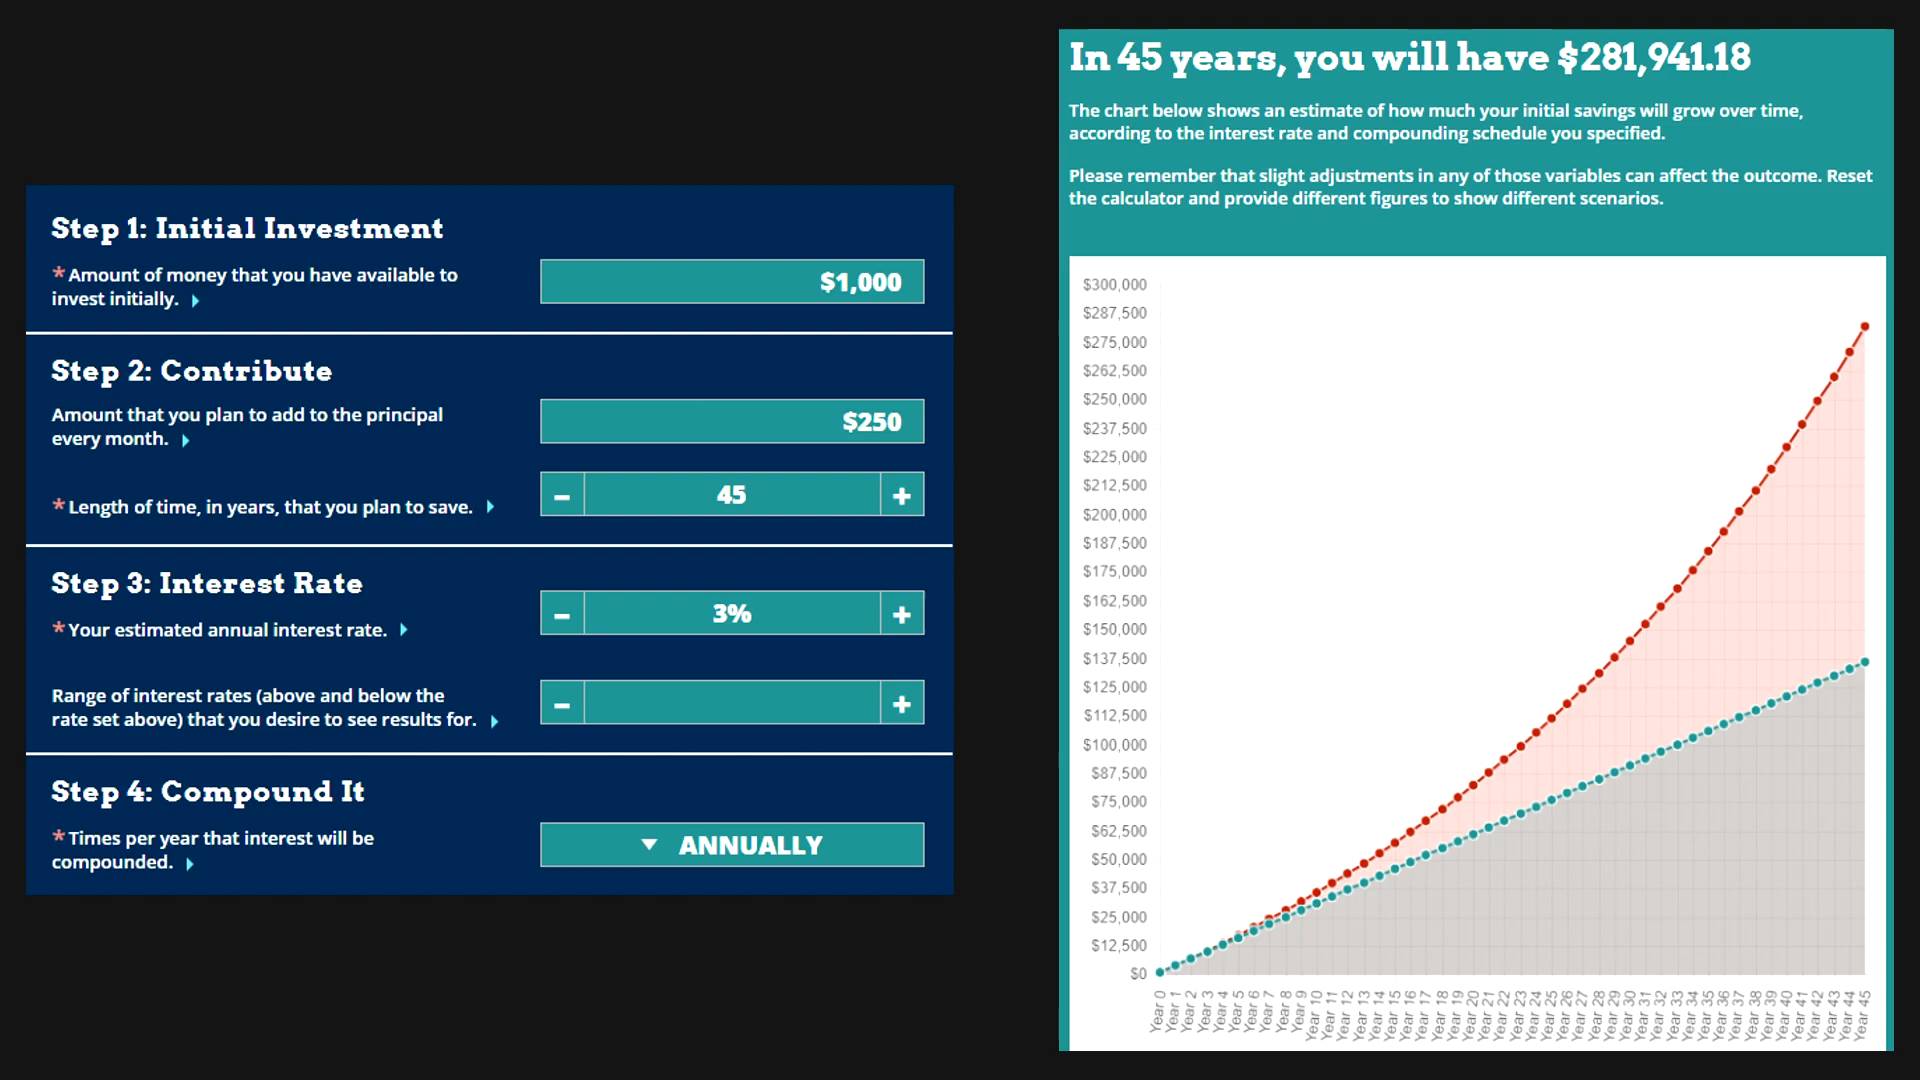 Step 1: Initial Investment
*Amount of money that you have available to
invest initially.
$1,000
Step 2: Contribute
Amount that you plan to add to the principal
every month.
$250
*Length of time, in years, that you plan to save.
− 45 +
Step 3: Interest Rate
*Your estimated annual interest rate.
− 3% +
Range of interest rates (above and below the
rate set above) that you desire to see results for.
− +
Step 4: Compound It
*Times per year that interest will be
compounded.
ANNUALLY
In 45 years, you will have $281,941.18
The chart below shows an estimate of how much your initial savings will grow over time,
according to the interest rate and compounding schedule you specified.
Please remember that slight adjustments in any of those variables can affect the outcome. Reset
the calculator and provide different figures to show different scenarios.
$300,000
$287,500
$275,000
$262,500
$250,000
$237,500
$225,000
$212,500
$200,000
$187,500
$175,000
$162,500
$150,000
$137,500
$125,000
$112,500
$100,000
$87,500
$75,000
$62,500
$50,000
$37,500
$25,000
$12,500
$0
Year 0
Year 1
Year 2
Year 3
Year 4
Year 5
Year 6
Year 7
Year 8
Year 9
Year 10
Year 11
Year 12
Year 13
Year 14
Year 15
Year 16
Year 17
Year 18
Year 19
Year 20
Year 21
Year 22
Year 23
Year 24
Year 25
Year 26
Year 27
Year 28
Year 29
Year 30
Year 31
Year 32
Year 33
Year 34
Year 35
Year 36
Year 37
Year 38
Year 39
Year 40
Year 41
Year 42
Year 43
Year 44
Year 45